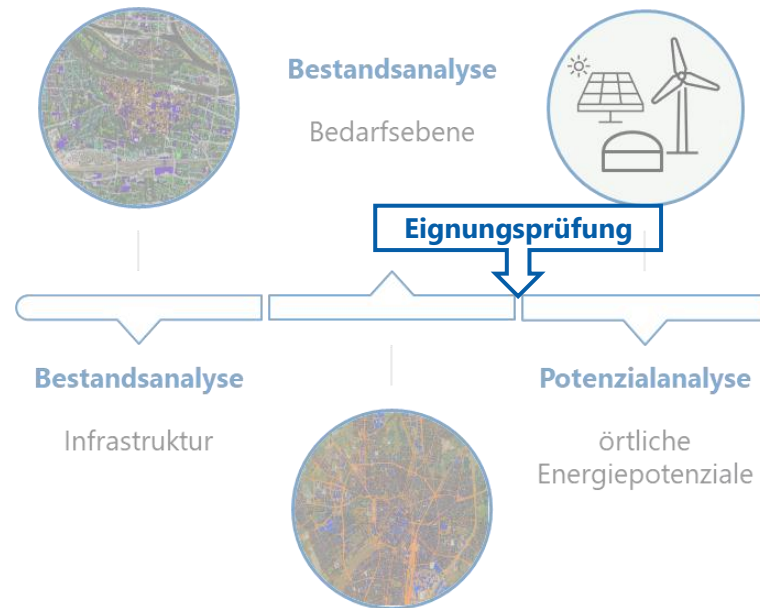 Bestandsanalyse
Bedarfsebene
Eignungsprüfung
Bestandsanalyse
Infrastruktur
Potenzialanalyse
örtliche
Energiepotenziale